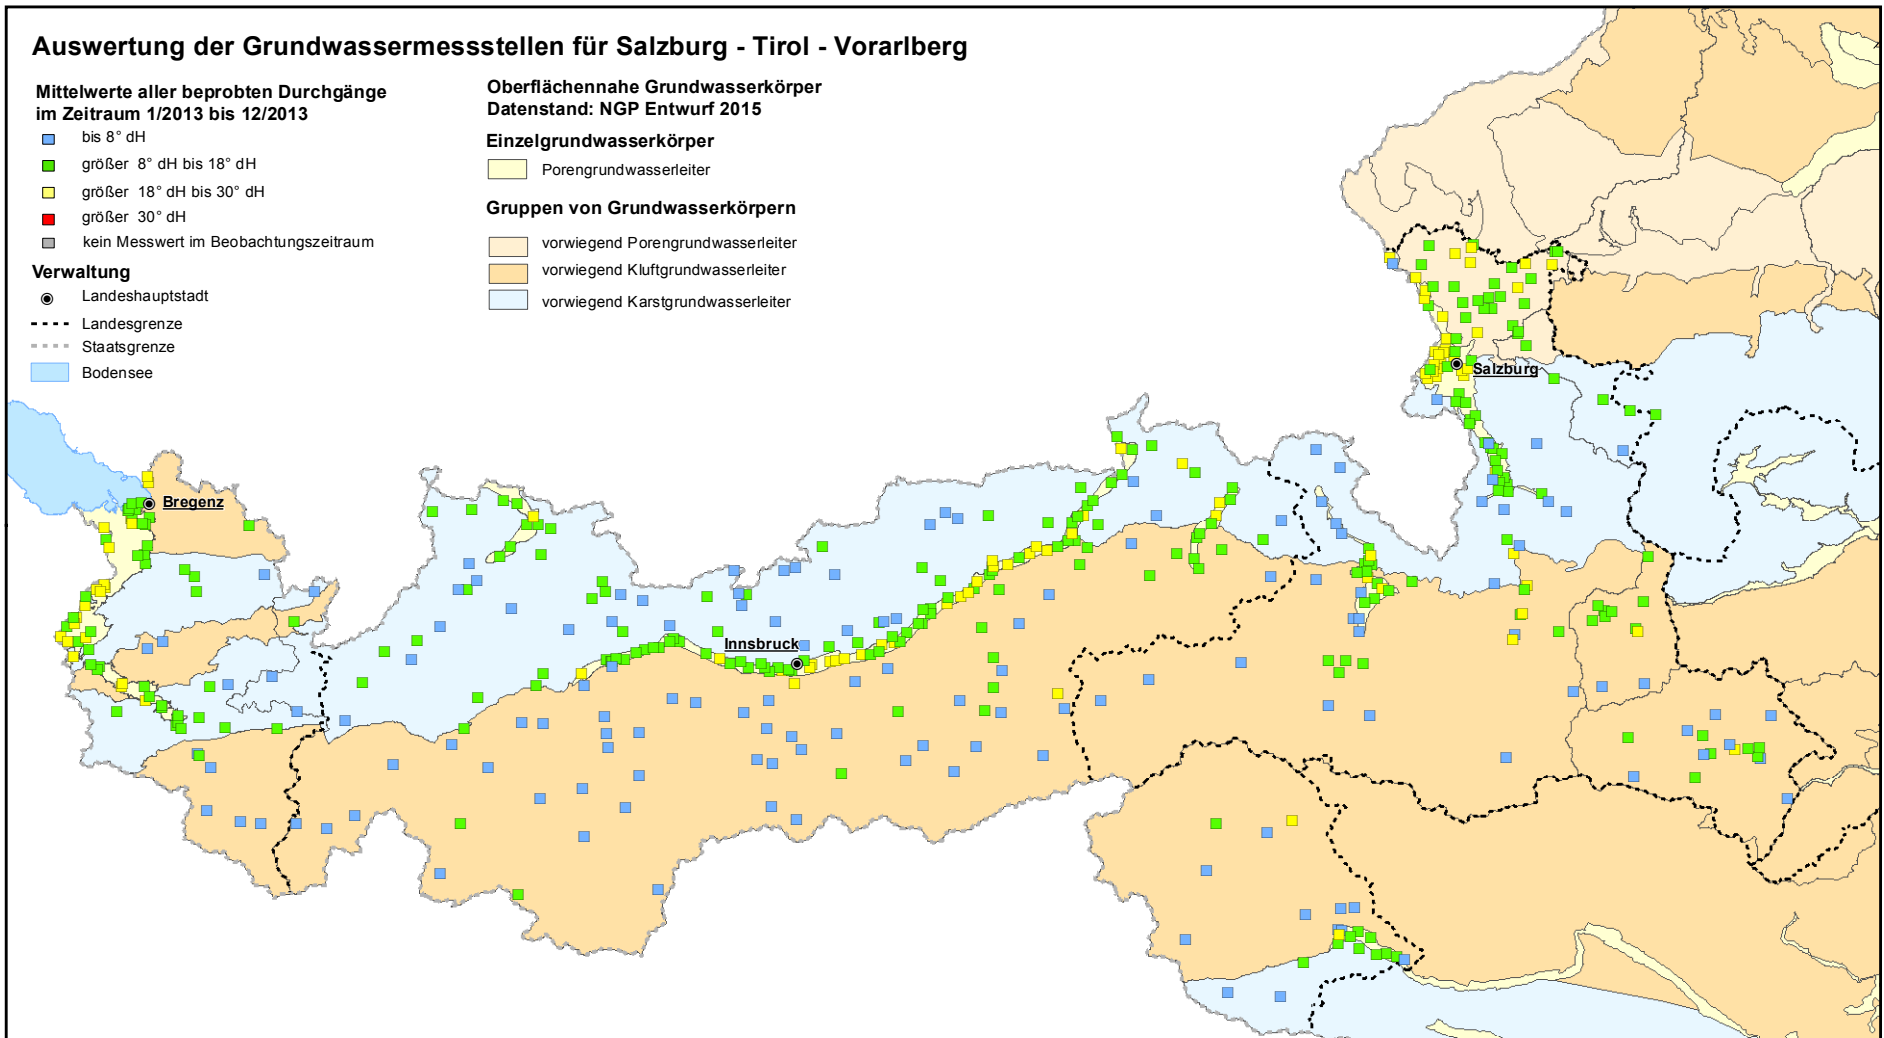 Auswertung der Grundwassermessstellen für Salzburg - Tirol - Vorarlberg
Mittelwerte aller beprobten Durchgänge
im Zeitraum 1/2013 bis 12/2013
bis 8° dH
größer 8° dH bis 18° dH
größer 18° dH bis 30° dH
größer 30° dH
kein Messwert im Beobachtungszeitraum
Verwaltung
Landeshauptstadt
Landesgrenze
Staatsgrenze
Bodensee
Oberflächennahe Grundwasserkörper
Datenstand: NGP Entwurf 2015
Einzelgrundwasserkörper
Porengrundwasserleiter
Gruppen von Grundwasserkörpern
vorwiegend Porengrundwasserleiter
vorwiegend Kluftgrundwasserleiter
vorwiegend Karstgrundwasserleiter
Salzburg
Bregenz
Innsbruck